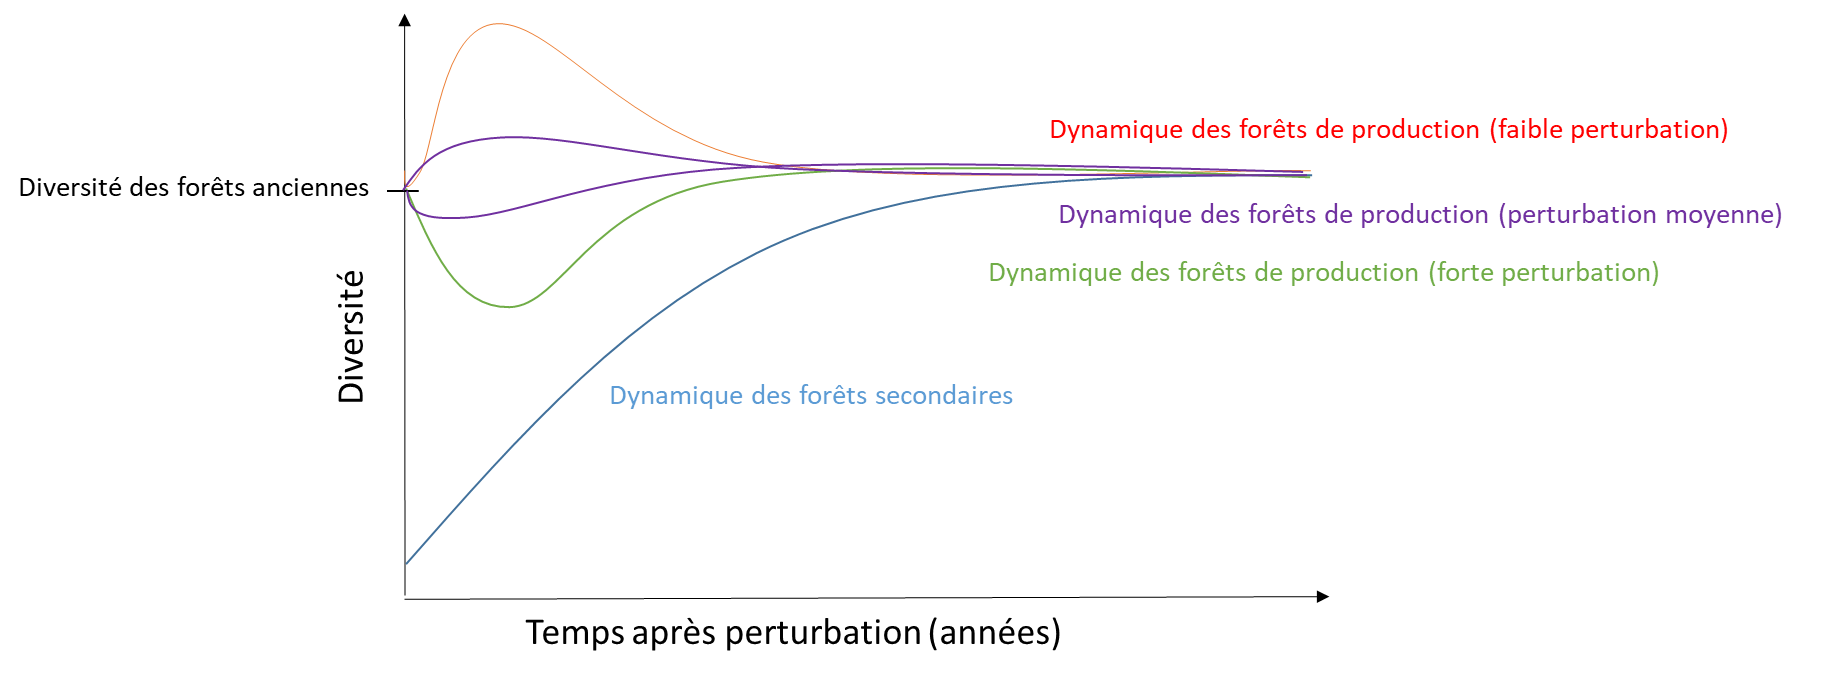 Dynamique des forêts de production (faible perturbation)
Diversité des forêts anciennes
Dynamique des forêts de production (perturbation moyenne)
Dynamique des forêts de production (forte perturbation)
Diversité
Dynamique des forêts secondaires
Temps après perturbation (années)